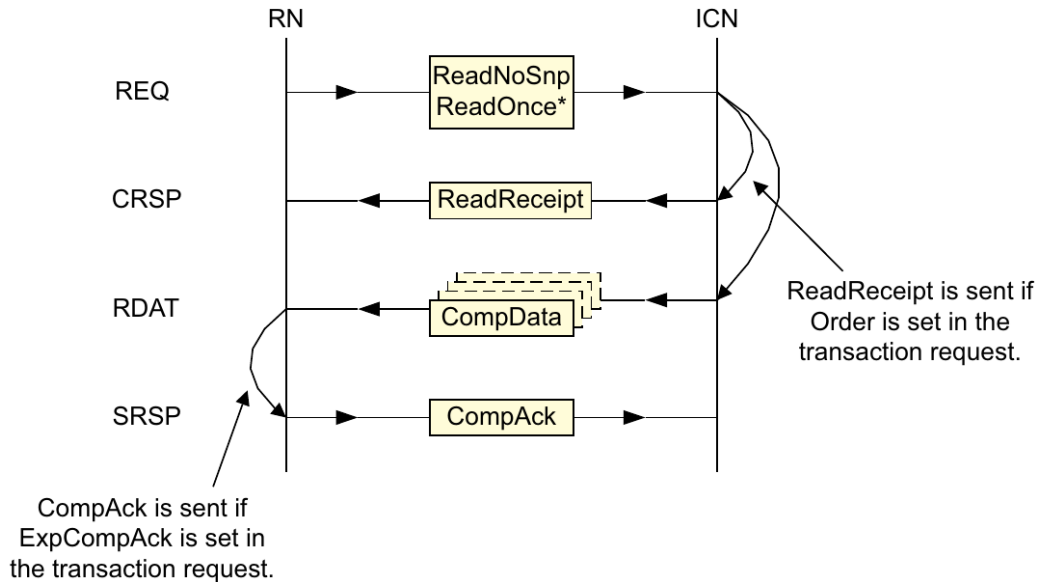 RN
ICN
REQ
ReadNoSnp
ReadOnce*
CRSP
ReadReceipt
RDAT
CompData
ReadReceipt is sent if
Order is set in the
transaction request.
SRSP
CompAck
CompAck is sent if
ExpCompAck is set in
the transaction request.